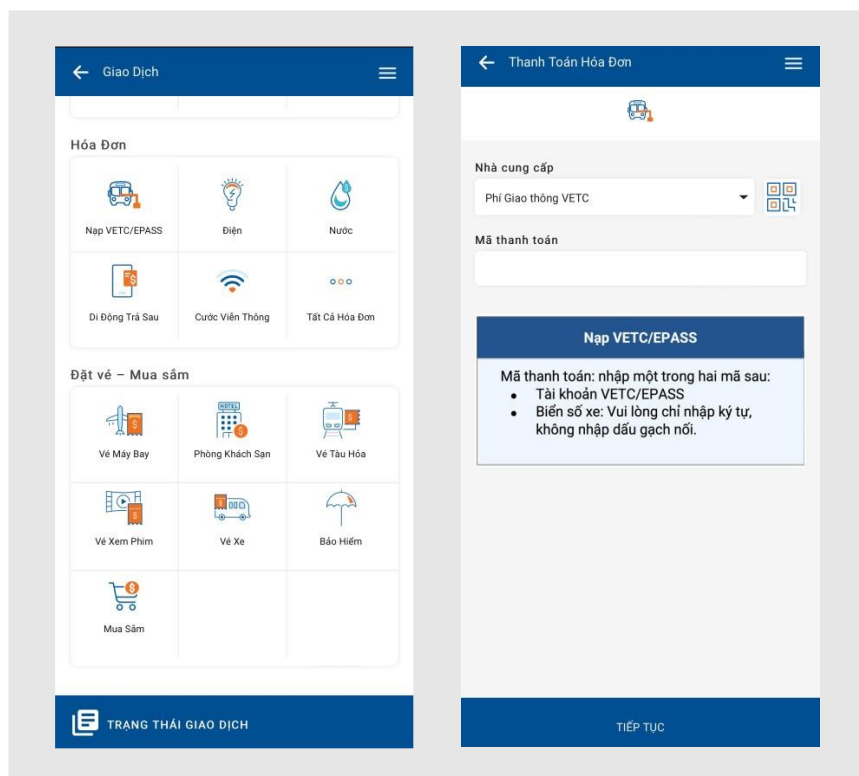 Giao Dịch
Hóa Đơn
Nạp VETC/EPASS
Điện
Nước
Di Động Trả Sau
Cước Viễn Thông
Tất Cả Hóa Đơn
Đặt vé – Mua sắm
HOTEL
Vé Máy Bay
Phòng Khách Sạn
Vé Tàu Hỏa
Vé Xem Phim
Vé Xe
Bảo Hiểm
Mua Sắm
TRẠNG THÁI GIAO DỊCH
Thanh Toán Hóa Đơn
Nhà cung cấp
Phí Giao thông VETC
Mã thanh toán
Nạp VETC/EPASS
Mã thanh toán: nhập một trong hai mã sau:
• Tài khoản VETC/EPASS
• Biển số xe: Vui lòng chỉ nhập ký tự,
không nhập dấu gạch nối.
TIẾP TỤC